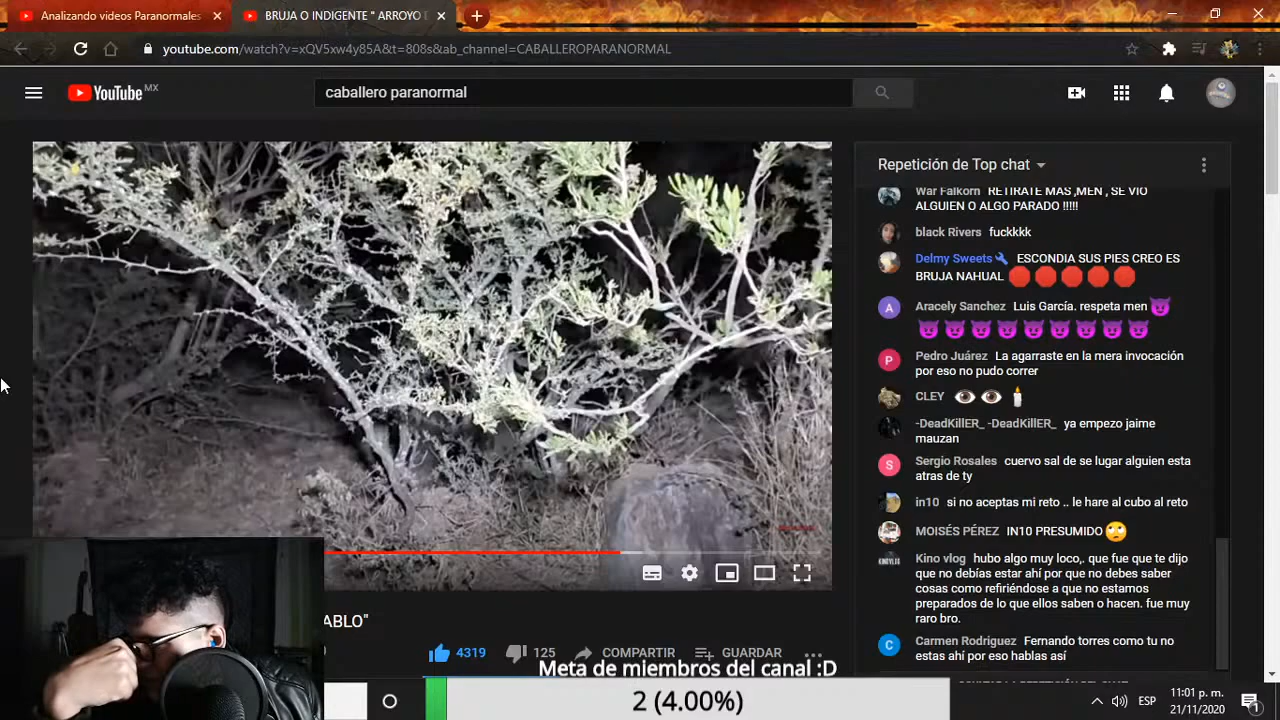 Analizando videos Paranormales
BRUJA O INDIGENTE " ARROYO D
youtube.com/watch?v=xQV5xw4y85A&t=808s&ab_channel=CABALLEROPARANORMAL
YouTube MX
caballero paranormal
Repetición de Top chat
War Falkorn RETIRATE MAS ,MEN , SE VIO
ALGUIEN O ALGO PARADO !!!!!
black Rivers fuckkkk
Delmy Sweets ESCONDIA SUS PIES CREO ES
BRUJA NAHUAL
Aracely Sanchez Luis García. respeta men
A
Pedro Juárez La agarraste en la mera invocación
P
por eso no pudo correr
CLEY
-DeadKillER_ -DeadKillER_ ya empezo jaime
mauzan
Sergio Rosales cuervo sal de se lugar alguien esta
S
atras de ty
in10 si no aceptas mi reto .. le hare al cubo al reto
MOISÉS PÉREZ IN10 PRESUMIDO
Kino vlog hubo algo muy loco,. que fue que te dijo
que no debías estar ahí por que no debes saber
cosas como refiriéndose a que no estamos
preparados de lo que ellos saben o hacen. fue muy
raro bro.
Carmen Rodriguez Fernando torres como tu no
C
estas ahí por eso hablas así
ABLO"
4319 125 COMPARTIR GUARDAR
Meta de miembros del canal :D
2 (4.00%)
ESP
11:01 p. m.
21/11/2020
1